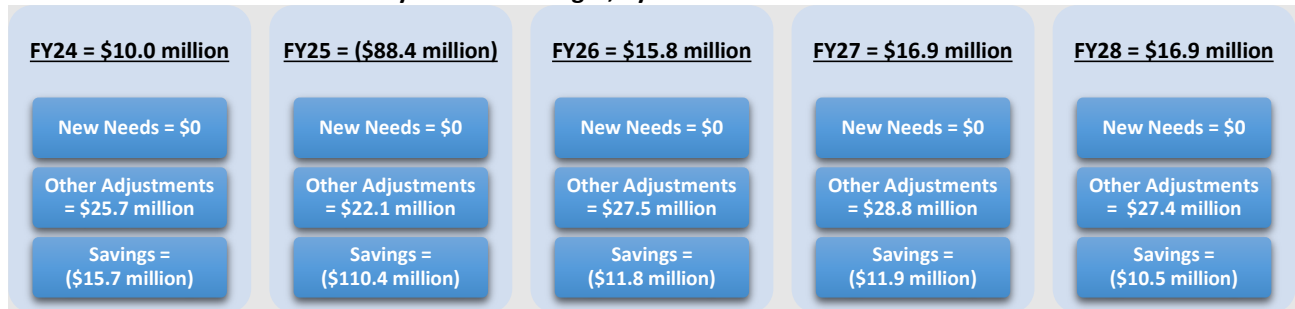 FY24 = $10.0 million
New Needs = $0
Other Adjustments
= $25.7 million
Savings =
($15.7 million)
FY25 = ($88.4 million)
New Needs = $0
Other Adjustments
= $22.1 million
Savings =
($110.4 million)
FY26 = $15.8 million
New Needs = $0
Other Adjustments
= $27.5 million
Savings =
($11.8 million)
FY27 = $16.9 million
New Needs = $0
Other Adjustments
= $28.8 million
Savings =
($11.9 million)
FY28 = $16.9 million
New Needs = $0
Other Adjustments
= $27.4 million
Savings =
($10.5 million)